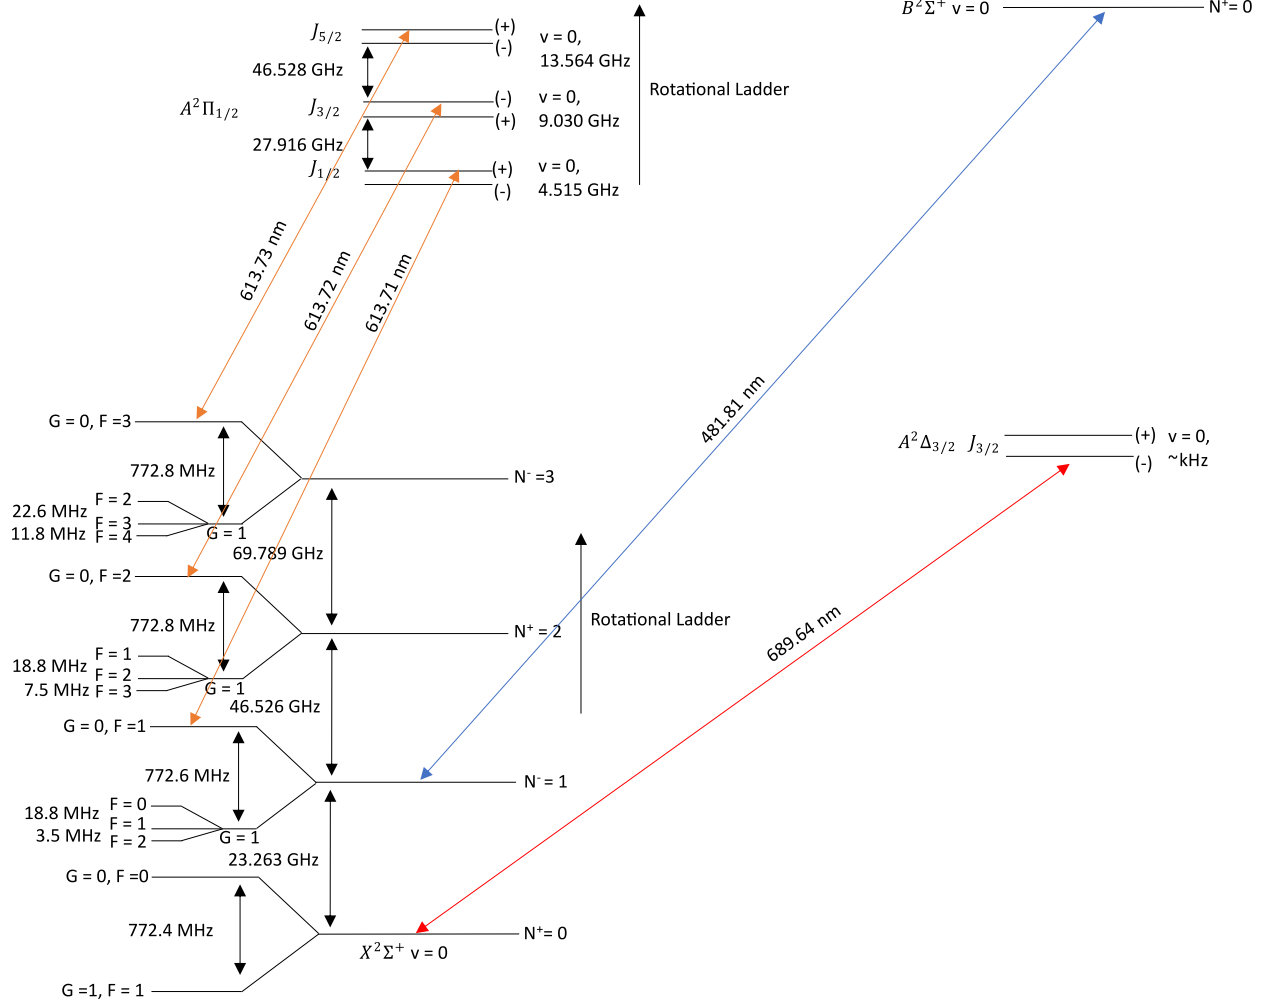 B²Σ⁺ v = 0
N⁺= 0
J₅/₂
(+)
(-)
v = 0,
13.564 GHz
46.528 GHz
Rotational Ladder
A²Π₁/₂
J₃/₂
(-)
(+)
v = 0,
9.030 GHz
27.916 GHz
J₁/₂
(+)
(-)
v = 0,
4.515 GHz
613.73 nm
613.72 nm
613.71 nm
481.81 nm
G = 0, F =3
772.8 MHz
N⁻ =3
A²Δ₃/₂ J₃/₂
(+)
(-)
v = 0,
~kHz
F = 2
22.6 MHz
F = 3
11.8 MHz
F = 4
G = 1
69.789 GHz
G = 0, F=2
772.8 MHz
N⁺ = 2
Rotational Ladder
689.64 nm
F = 1
18.8 MHz
F = 2
7.5 MHz
F = 3
G = 1
46.526 GHz
G = 0, F=1
772.6 MHz
N⁻ = 1
F = 0
18.8 MHz
F = 1
3.5 MHz
F = 2
G = 1
23.263 GHz
G = 0, F=0
772.4 MHz
N⁺= 0
X²Σ⁺ v = 0
G =1, F = 1